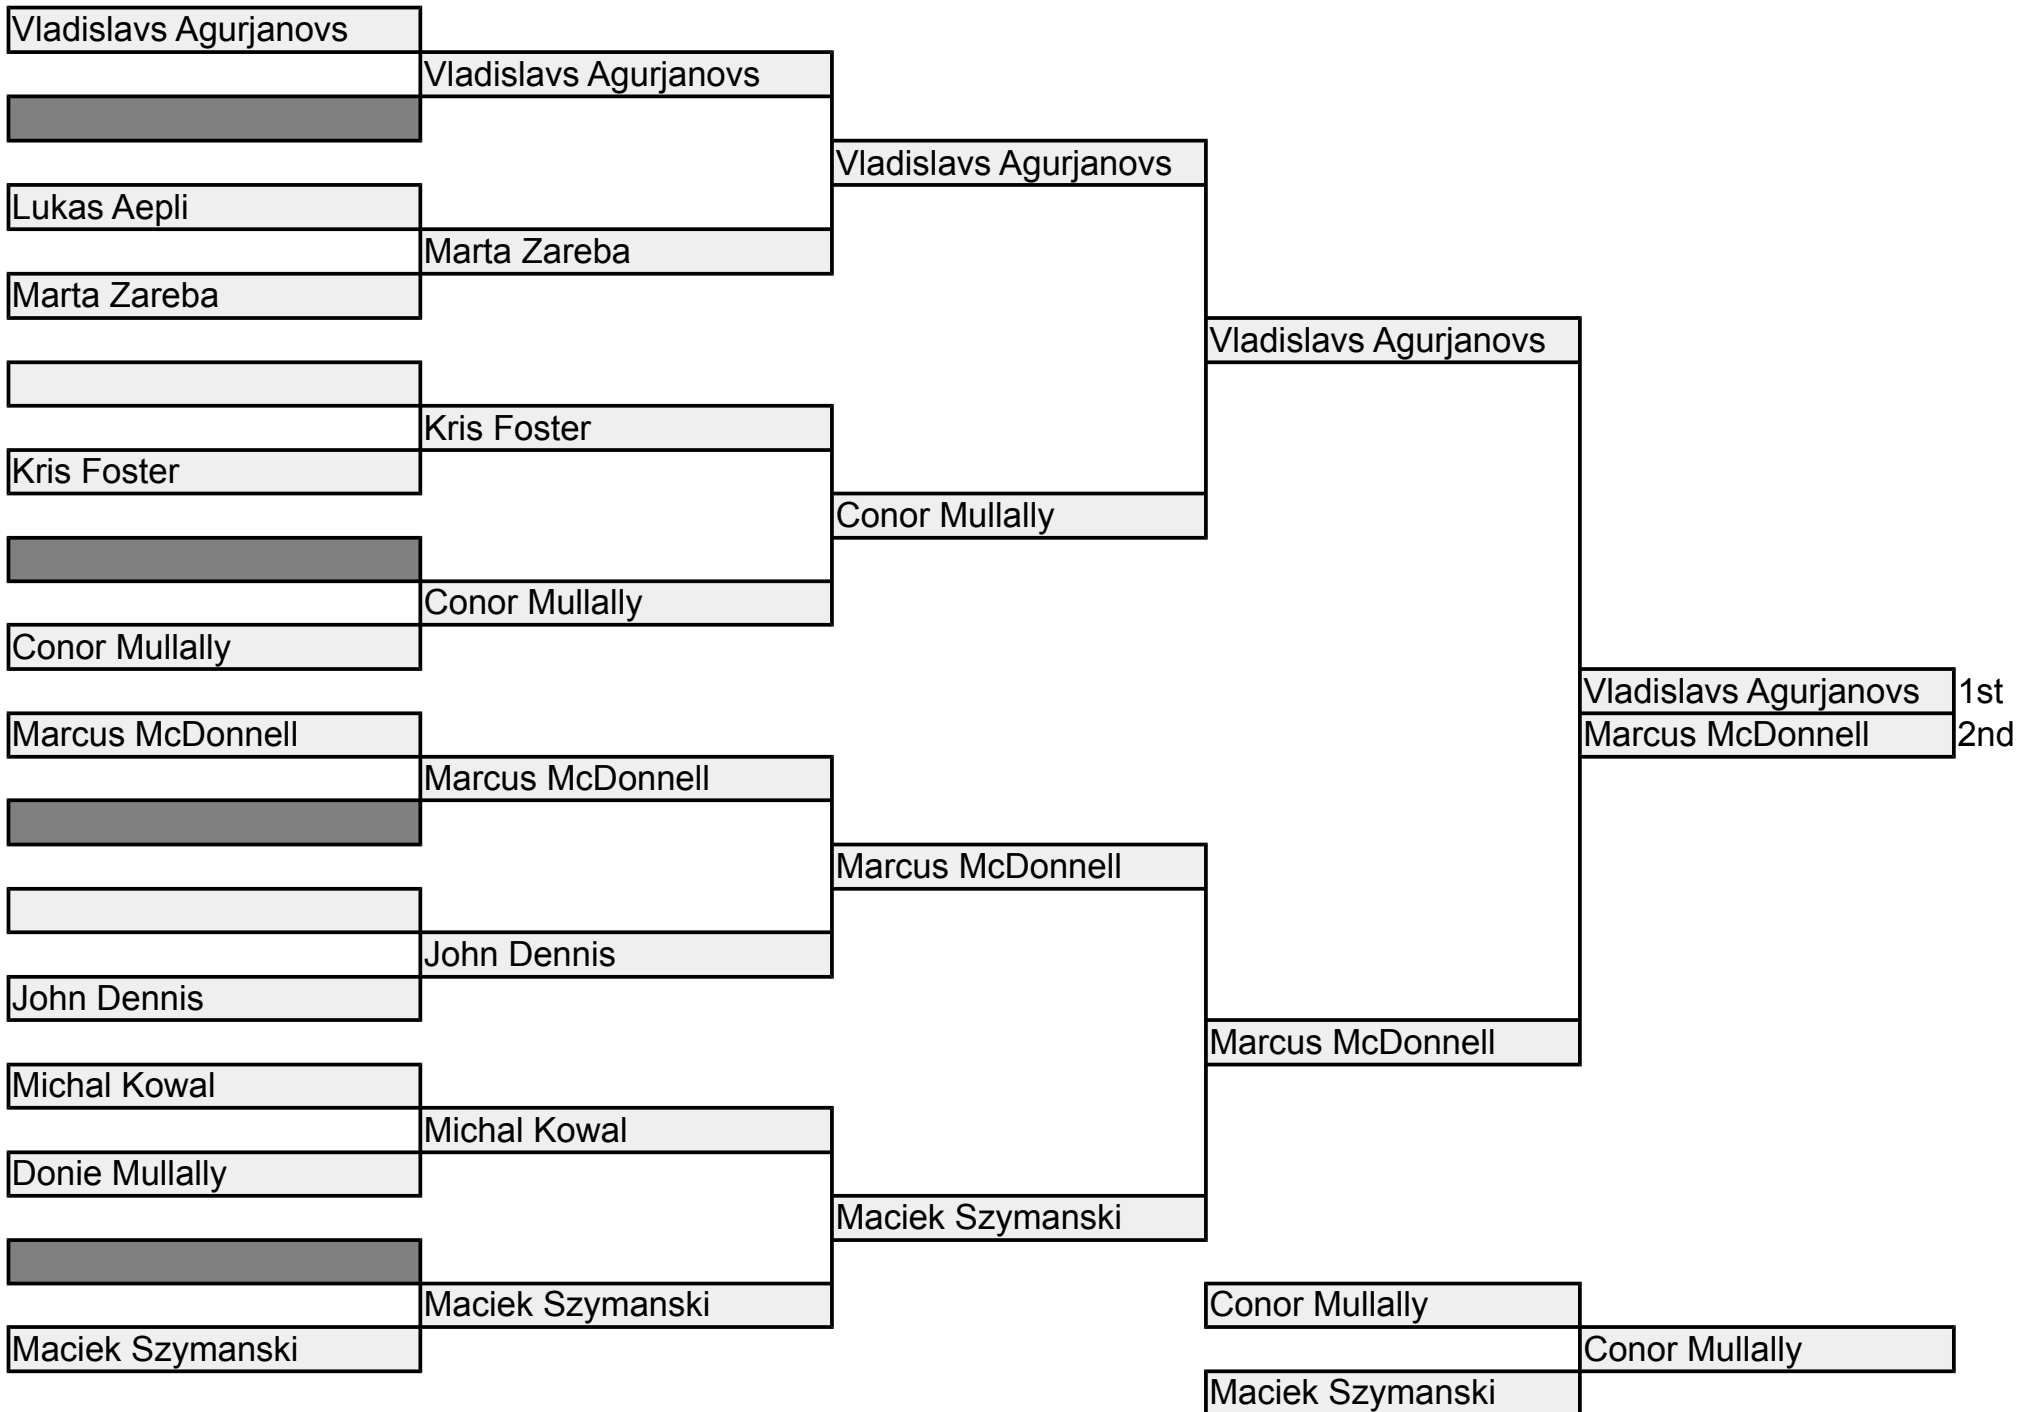 Vladislavs Agurjanovs
Vladislavs Agurjanovs
Vladislavs Agurjanovs
Lukas Aepli
Marta Zareba
Marta Zareba
Vladislavs Agurjanovs
Kris Foster
Kris Foster
Conor Mullally
Conor Mullally
Conor Mullally
Vladislavs Agurjanovs 1st
Marcus McDonnell
Marcus McDonnell 2nd
Marcus McDonnell
Marcus McDonnell
John Dennis
John Dennis
Marcus McDonnell
Michal Kowal
Michal Kowal
Donie Mullally
Maciek Szymanski
Maciek Szymanski
Conor Mullally
Maciek Szymanski
Conor Mullally
Maciek Szymanski